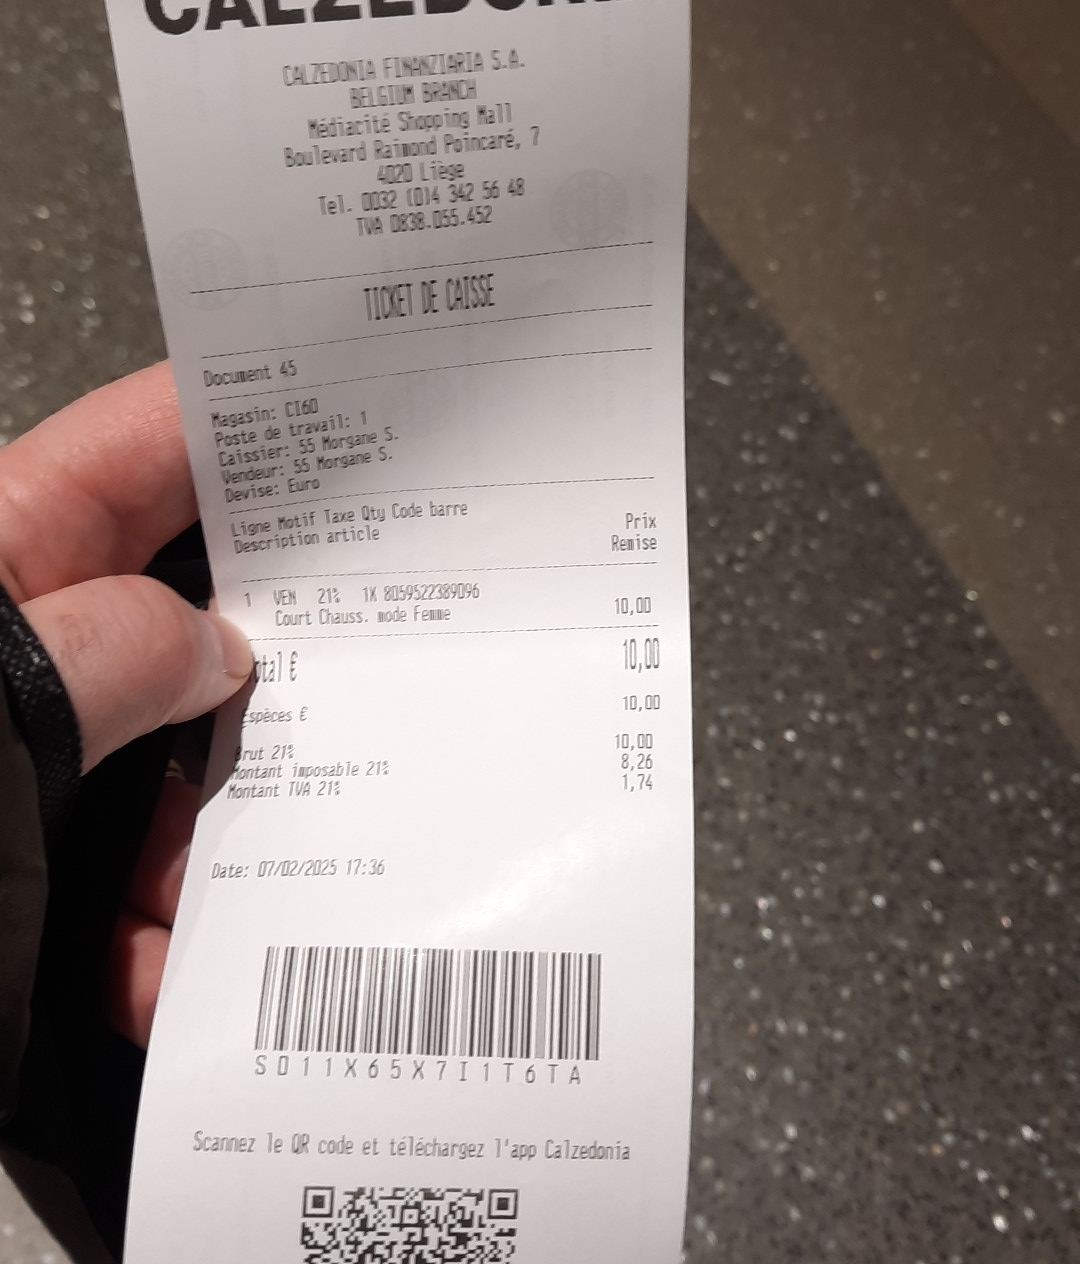 CALZEDONIA FINANZIARIA S.A.
BELGIUM BRANCH
Médiacité Shopping Mall
Boulevard Raimond Poincaré, 7
4020 Liège
Tel. 0032 (0)4 342 56 48
TVA 0838.055.452
TICKET DE CAISSE
Document 45
Magasin: CI60
Poste de travail: 1
Caissier: 55 Morgane S.
Vendeur: 55 Morgane S.
Devise: Euro
Ligne Motif Taxe Qty Code barre Prix
Description article Remise
1 VEN 21% 1X 8059522389096
Court Chauss. mode Femme 10,00
otal € 10,00
Espèces € 10,00
Brut 21% 10,00
Montant imposable 21% 8,26
Montant TVA 21% 1,74
Date: 07/02/2025 17:36
S011X65X7I1T6TA
Scannez le QR code et téléchargez l'app Calzedonia